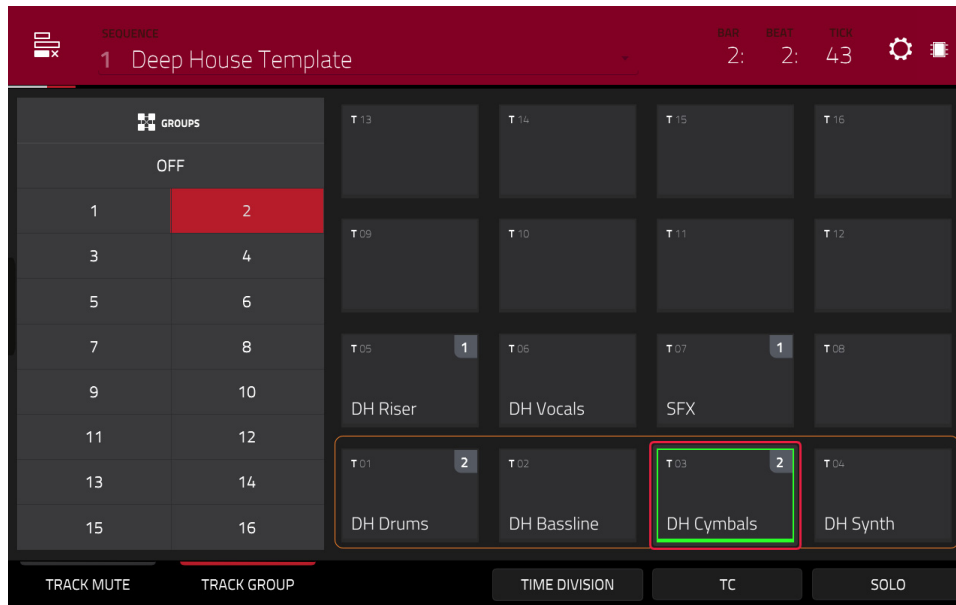 SEQUENCE
1 Deep House Template
BAR BEAT TICK
2: 2: 43
GROUPS
OFF
1 2
3 4
5 6
7 8
9 10
11 12
13 14
15 16
T 13
T 14
T 15
T 16
T 09
T 10
T 11
T 12
T 05 1
DH Riser
T 06
DH Vocals
T 07 1
SFX
T 08
T 01 2
DH Drums
T 02
DH Bassline
T 03 2
DH Cymbals
T 04
DH Synth
TRACK MUTE TRACK GROUP TIME DIVISION TC SOLO